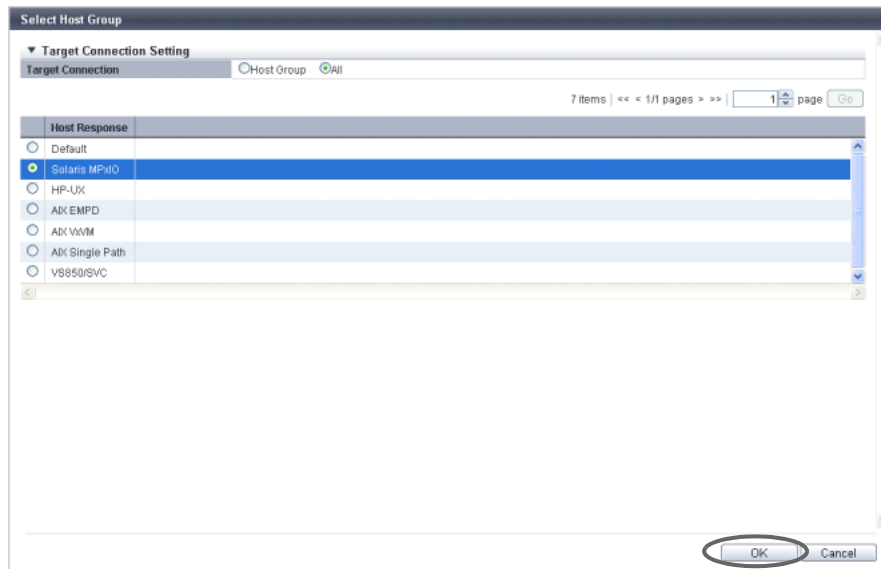 Select Host Group
▼ Target Connection Setting
Target Connection Host Group All
7 items | << < 1/1 pages > >> | 1 page Go
Host Response
Default
Solaris MPxIO
HP-UX
AIX EMPD
AIX VxVM
AIX Single Path
VS850/SVC
OK Cancel